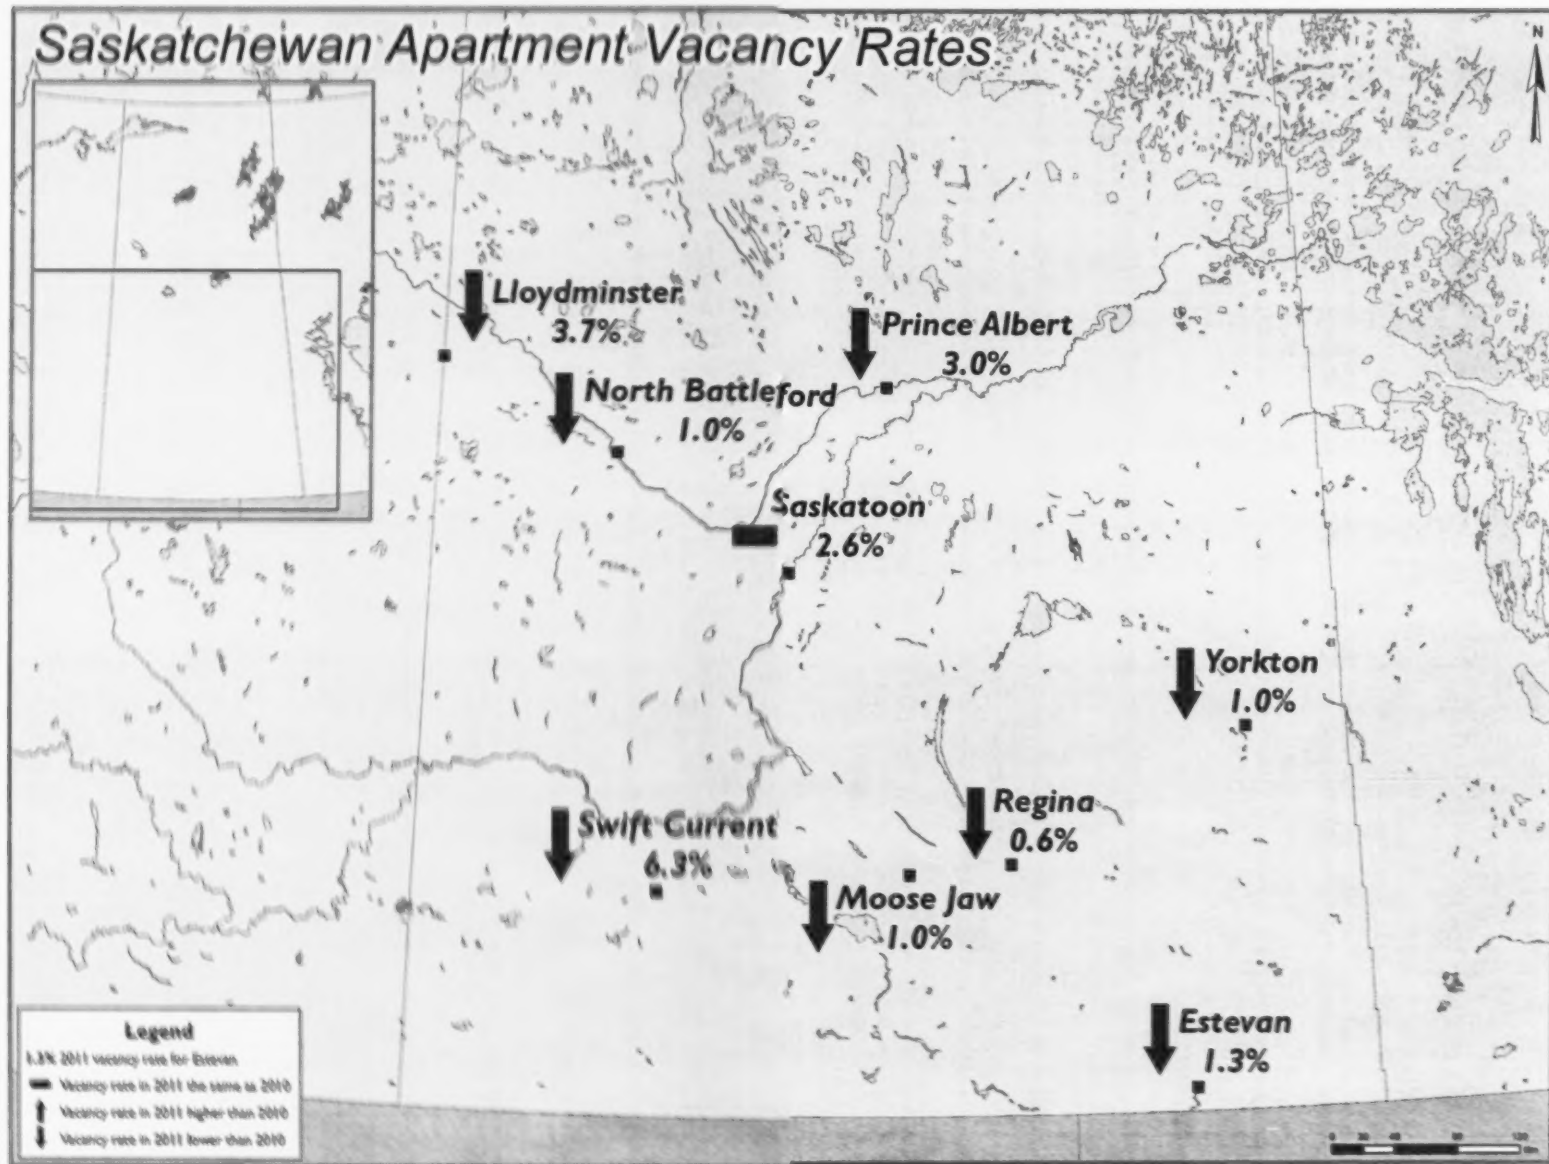 Saskatchewan Apartment Vacancy Rates
N
Lloydminster
3.7%
Prince Albert
3.0%
North Battleford
1.0%
Saskatoon
2.6%
Yorkton
1.0%
Regina
0.6%
Swift Current
6.3%
Moose Jaw
1.0%
Estevan
1.3%
Legend
1.3% 2011 vacancy rate for Estevan
Vacancy rate in 2011 the same as 2010
Vacancy rate in 2011 higher than 2010
Vacancy rate in 2011 lower than 2010